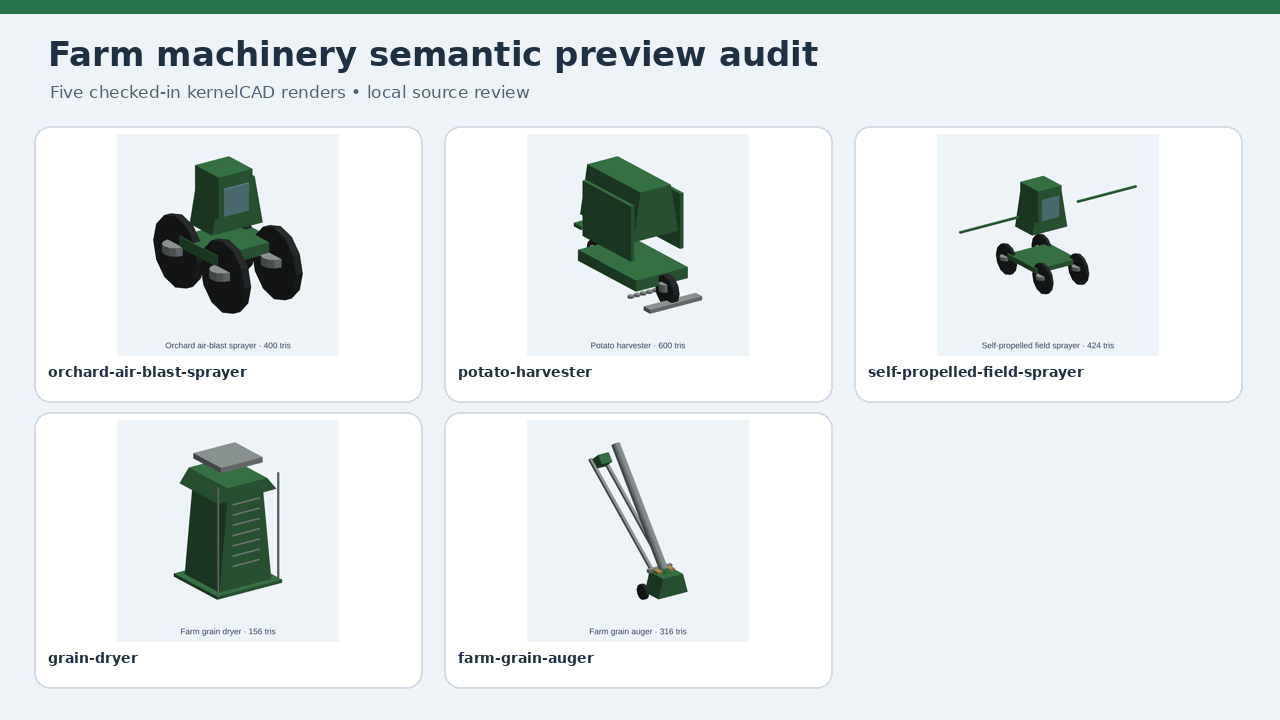 Farm machinery semantic preview audit
Five checked-in kernelCAD renders • local source review
Orchard air-blast sprayer · 400 tris
orchard-air-blast-sprayer
Potato harvester · 600 tris
potato-harvester
Self-propelled field sprayer · 424 tris
self-propelled-field-sprayer
Farm grain dryer · 156 tris
grain-dryer
Farm grain auger · 316 tris
farm-grain-auger